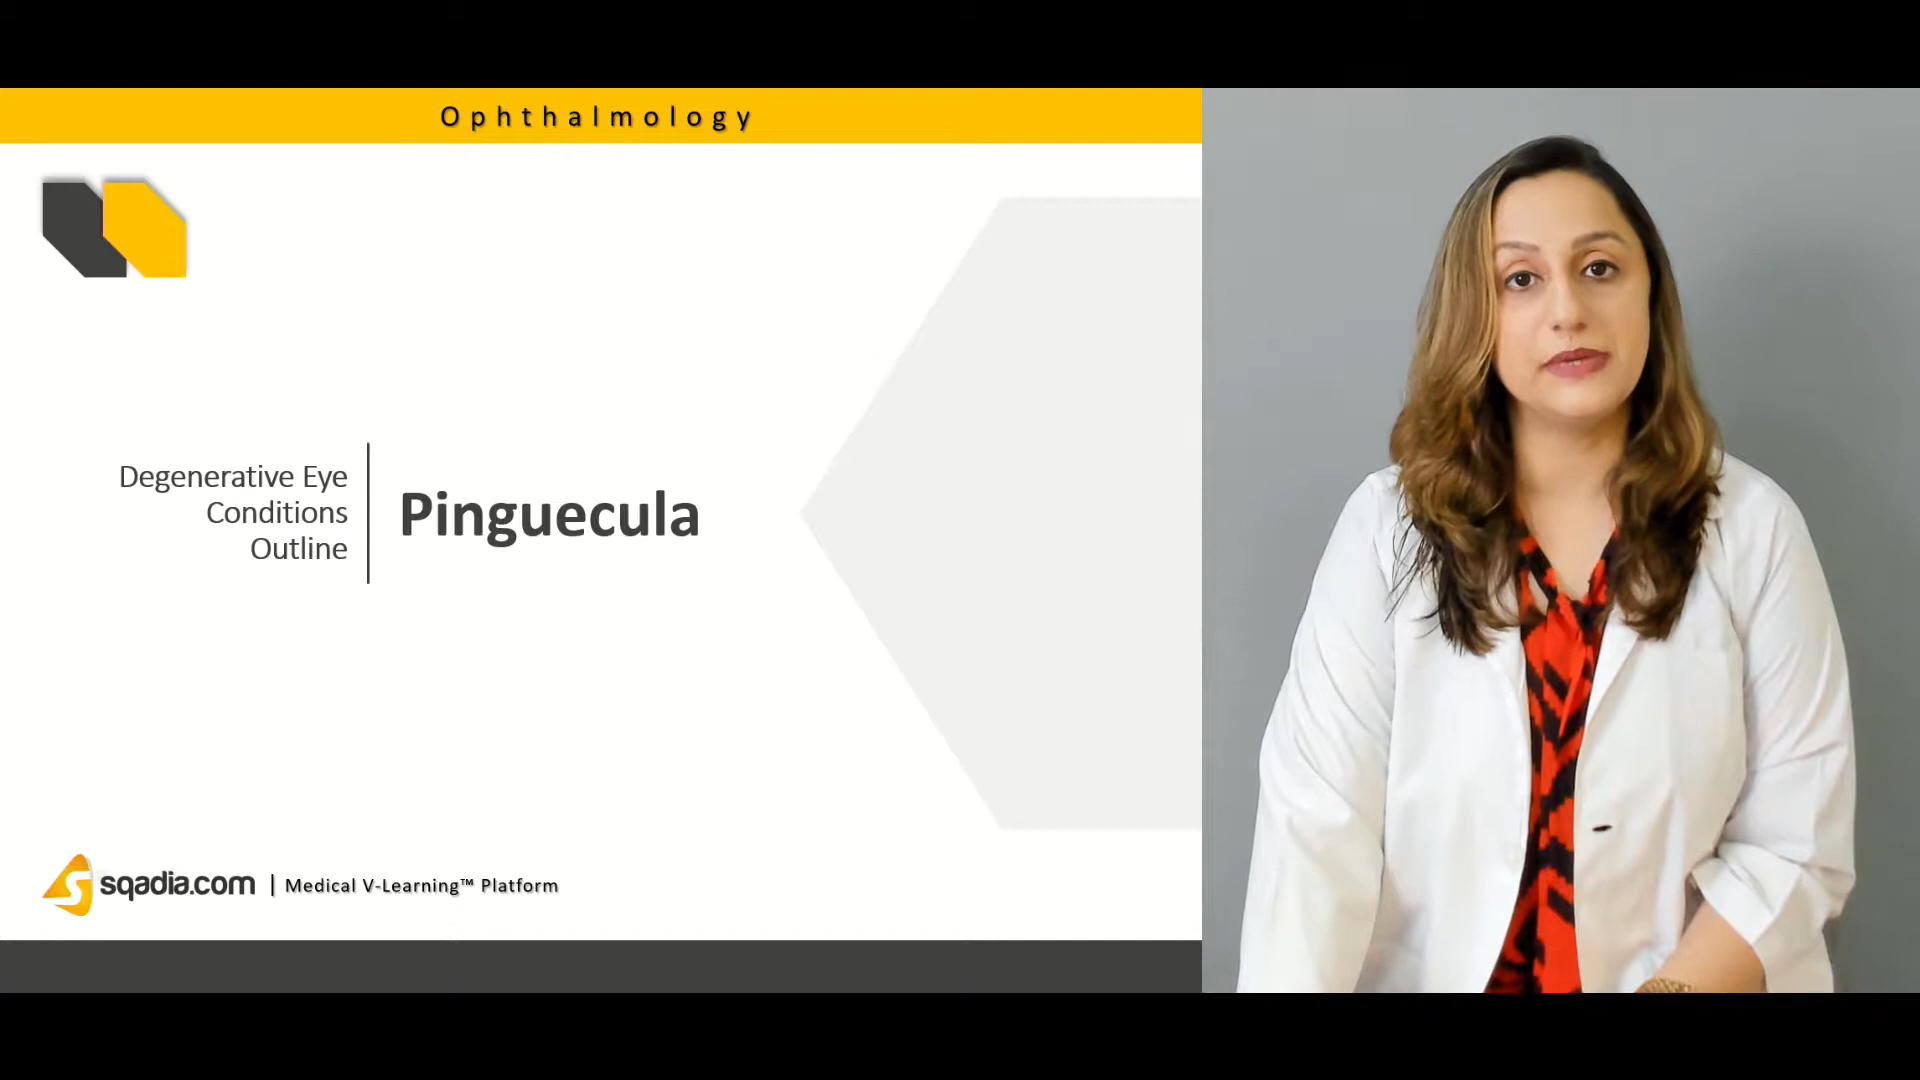 Ophthalmology
Degenerative Eye
Conditions
Outline
Pinguecula
sqadia.com | Medical V-Learning™ Platform